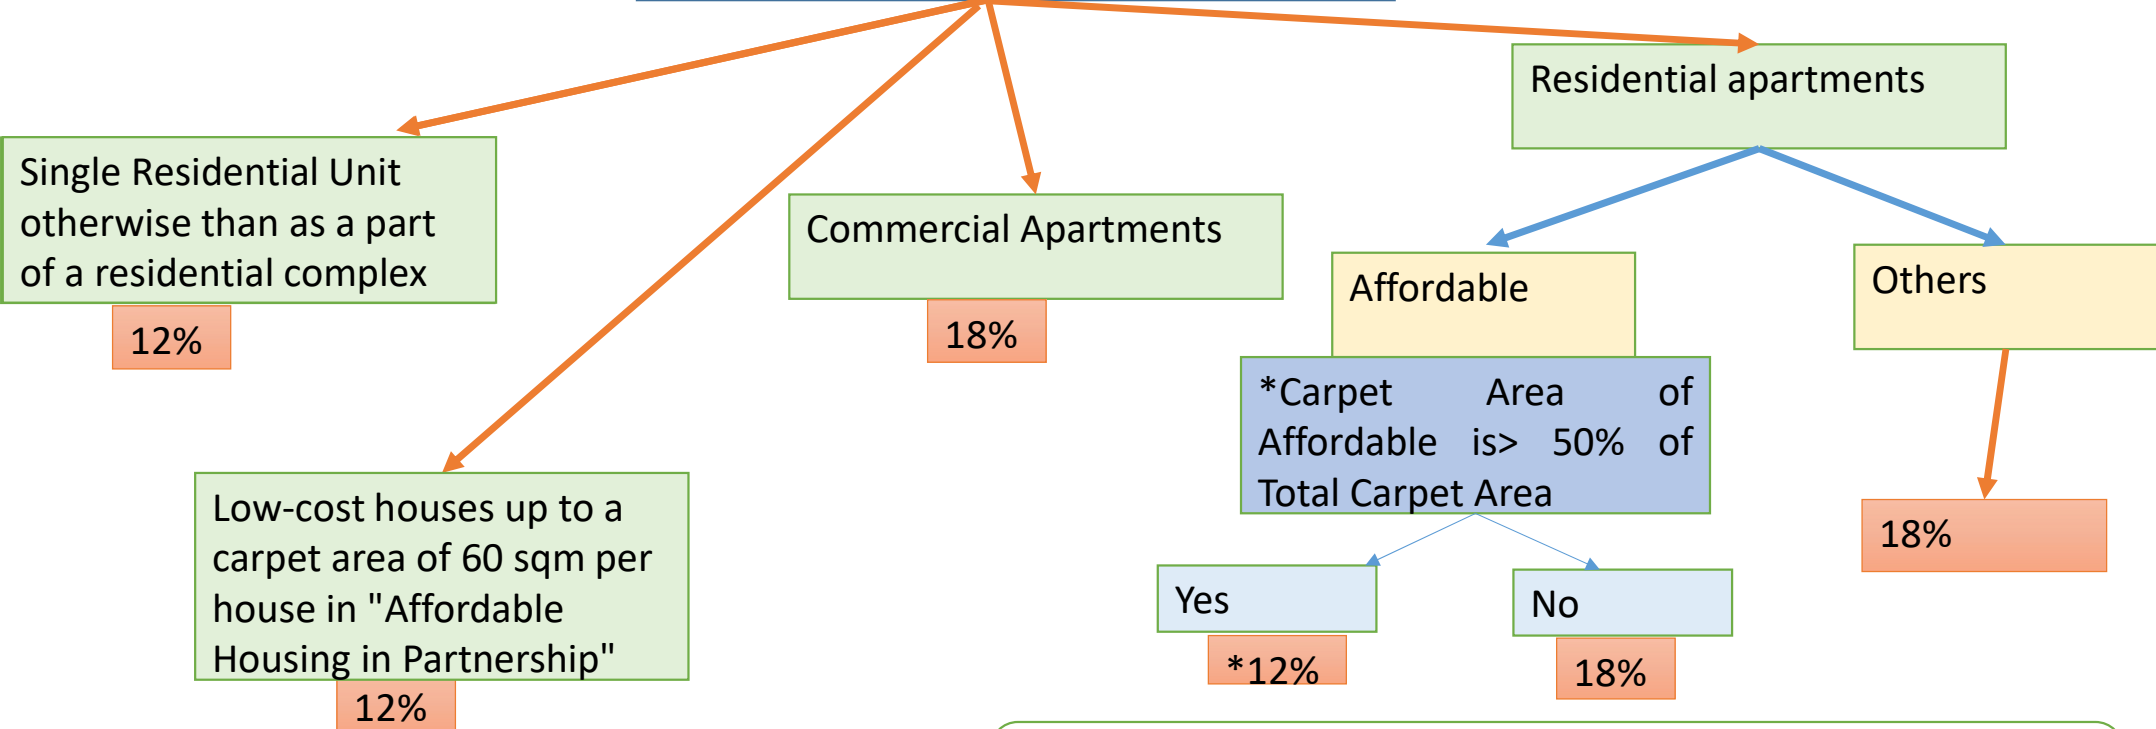 Residential apartments
Single Residential Unit
otherwise than as a part
of a residential complex
12%
Commercial Apartments
18%
Affordable
Others
*Carpet Area of
Affordable is> 50% of
Total Carpet Area
18%
Low-cost houses up to a
carpet area of 60 sqm per
house in "Affordable
Housing in Partnership"
12%
Yes
No
*12%
18%